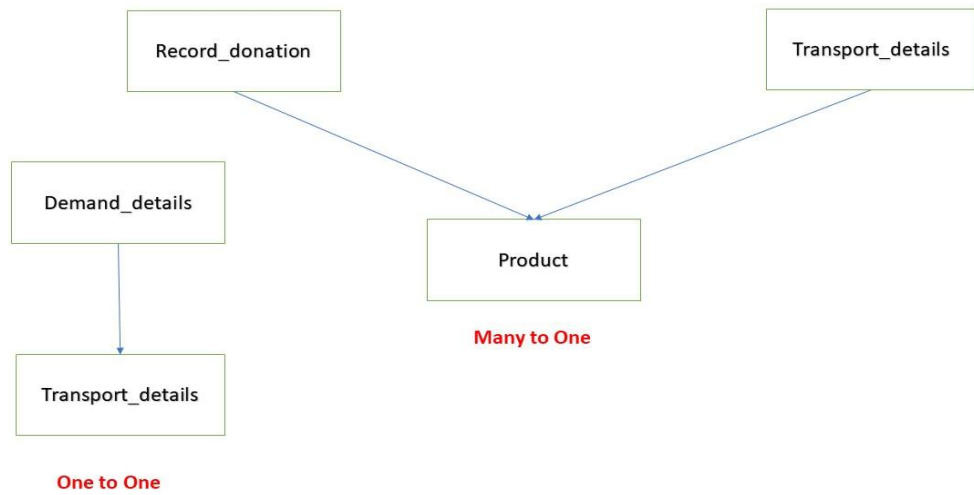 Record_donation
Transport_details
Demand_details
Product
Many to One
Transport_details
One to One